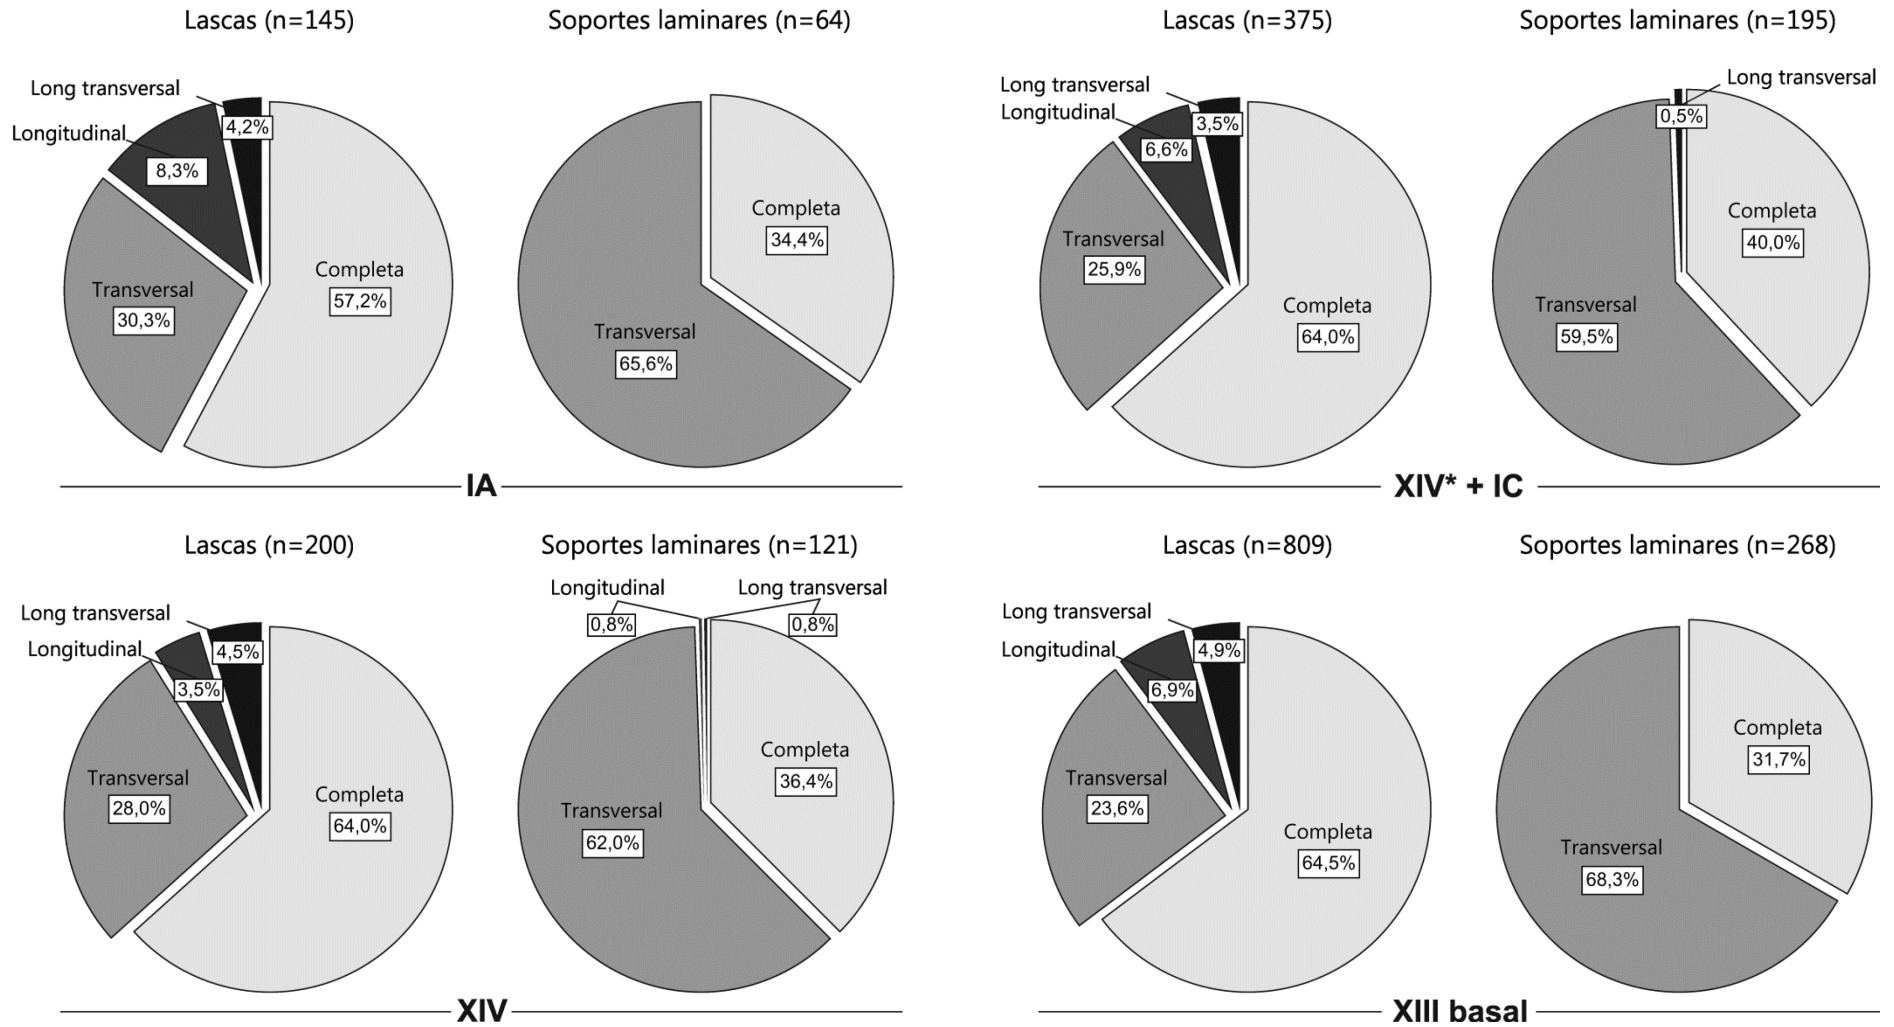 Lascas (n=145)
Long transversal
4,2%
Longitudinal
8,3%
Transversal
30,3%
Completa
57,2%
Soportes laminares (n=64)
Completa
34,4%
Transversal
65,6%
IA
Lascas (n=375)
Long transversal
3,5%
Longitudinal
6,6%
Transversal
25,9%
Completa
64,0%
Soportes laminares (n=195)
Long transversal
0,5%
Completa
40,0%
Transversal
59,5%
XIV* + IC
Lascas (n=200)
Long transversal
4,5%
Longitudinal
3,5%
Transversal
28,0%
Completa
64,0%
Soportes laminares (n=121)
Longitudinal
0,8%
Long transversal
0,8%
Completa
36,4%
Transversal
62,0%
XIV
Lascas (n=809)
Long transversal
4,9%
Longitudinal
6,9%
Transversal
23,6%
Completa
64,5%
Soportes laminares (n=268)
Completa
31,7%
Transversal
68,3%
XIII basal